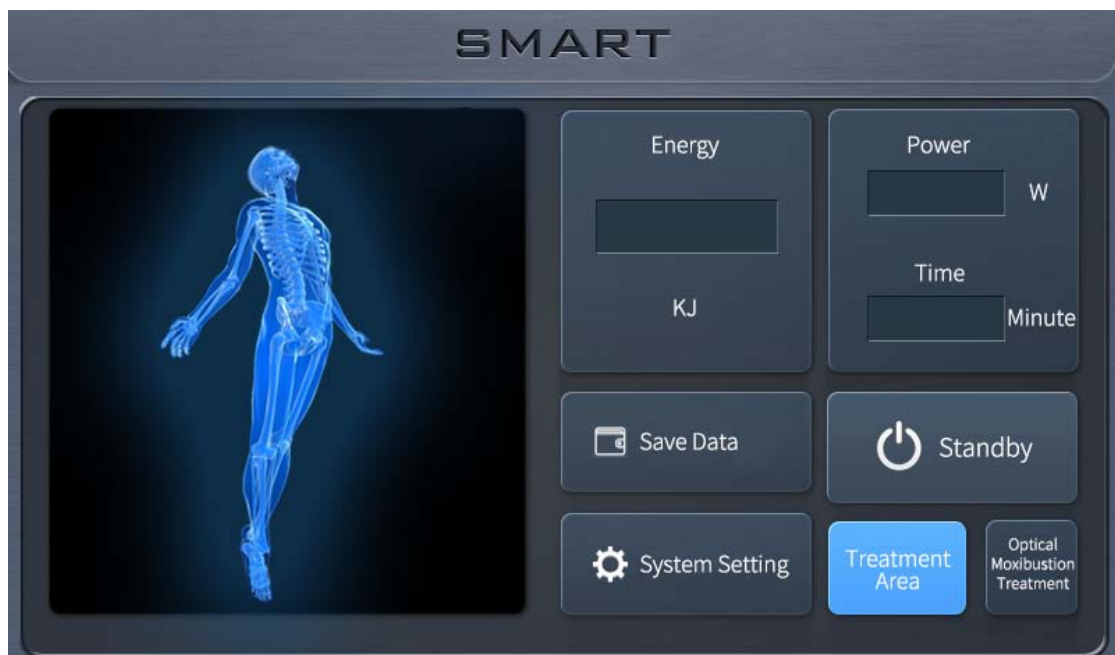 SMART
Energy
KJ
Power
W
Time
Minute
Save Data
Standby
System Setting
Treatment
Area
Optical
Moxibustion
Treatment